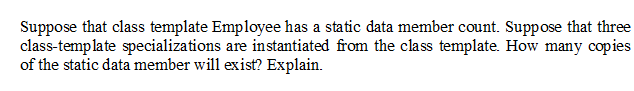 Suppose that class template Employee has a static data member count. Suppose that three
class-template specializations are instantiated from the class template. How many copies
of the static data member will exist? Explain.